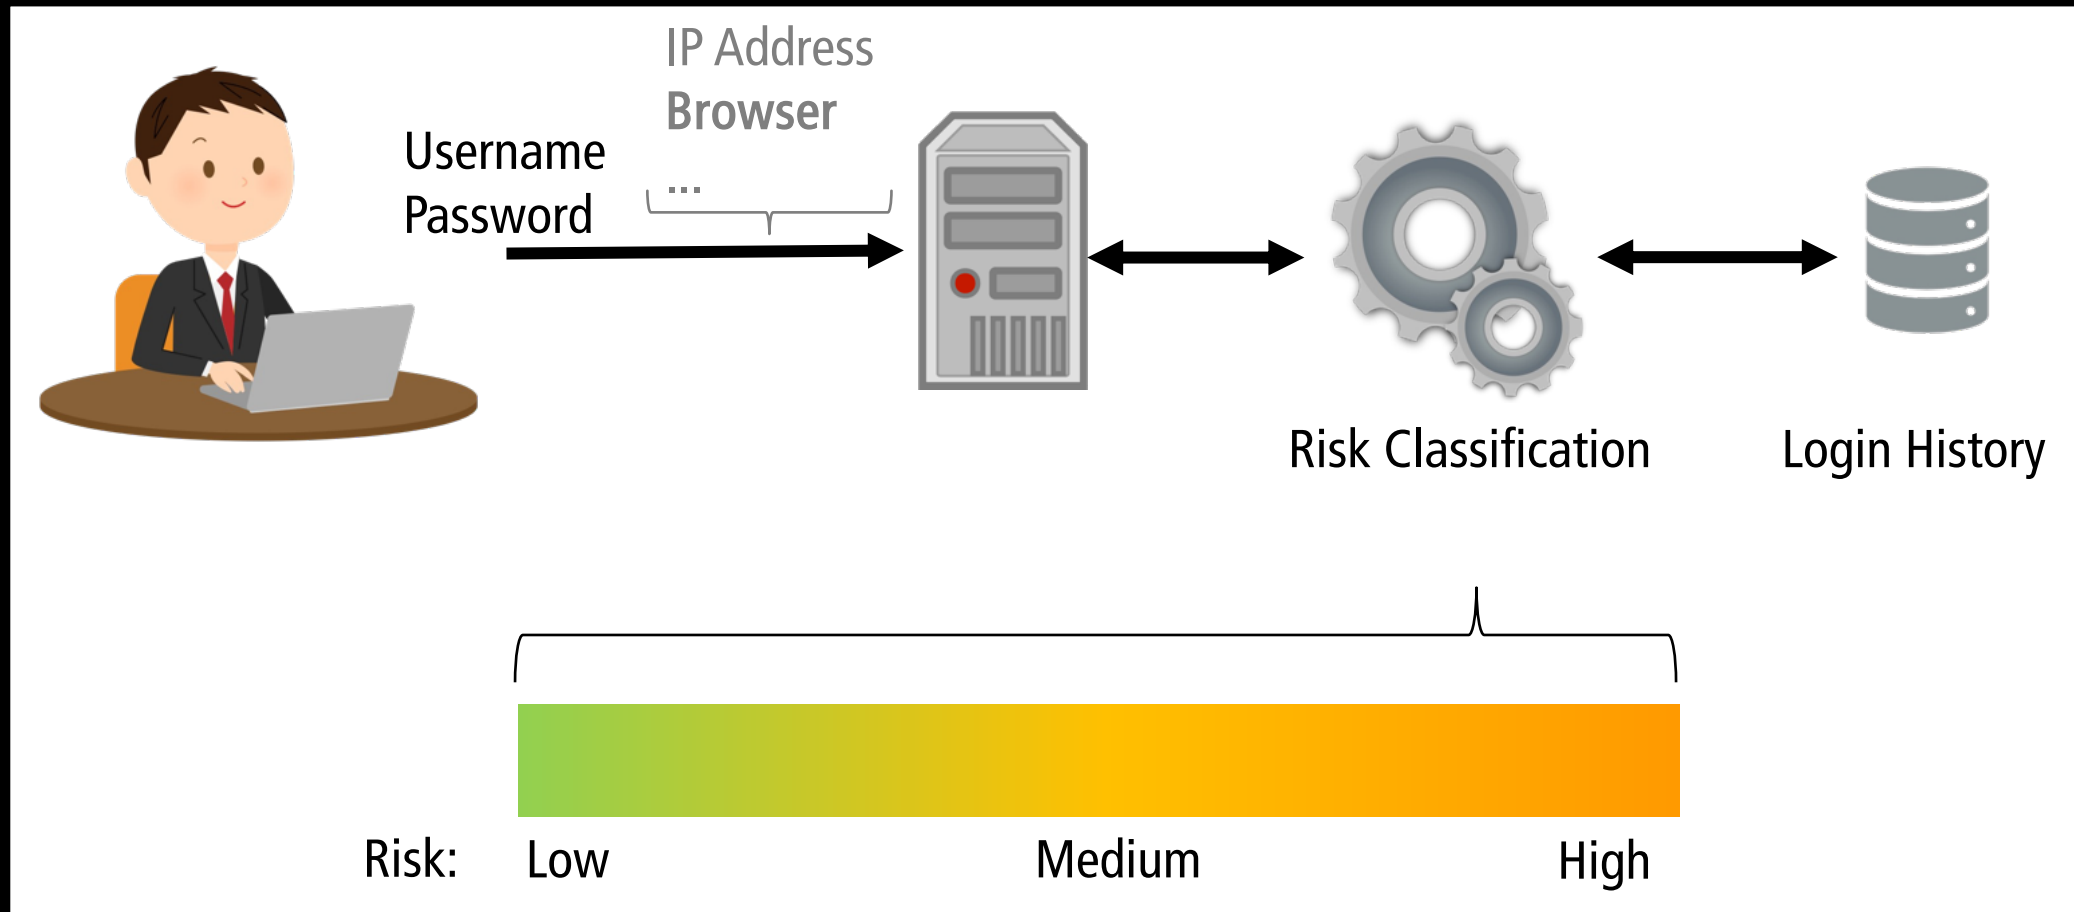 IP Address
Browser
...
Username
Password
Risk Classification
Login History
Risk:
Low
Medium
High